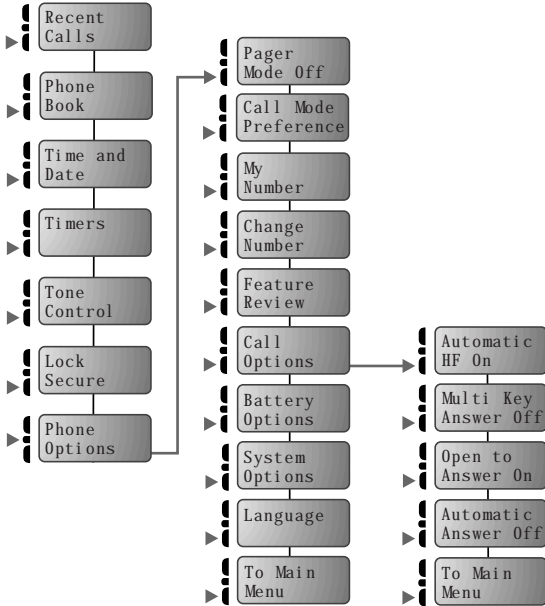 Recent
Calls
Phone
Book
Time and
Date
Timers
Tone
Control
Lock
Secure
Phone
Options
Pager
Mode Off
Call Mode
Preference
My
Number
Change
Number
Feature
Review
Call
Options
Battery
Options
System
Options
Language
To Main
Menu
Automatic
HF On
Multi Key
Answer Off
Open to
Answer On
Automatic
Answer Off
To Main
Menu